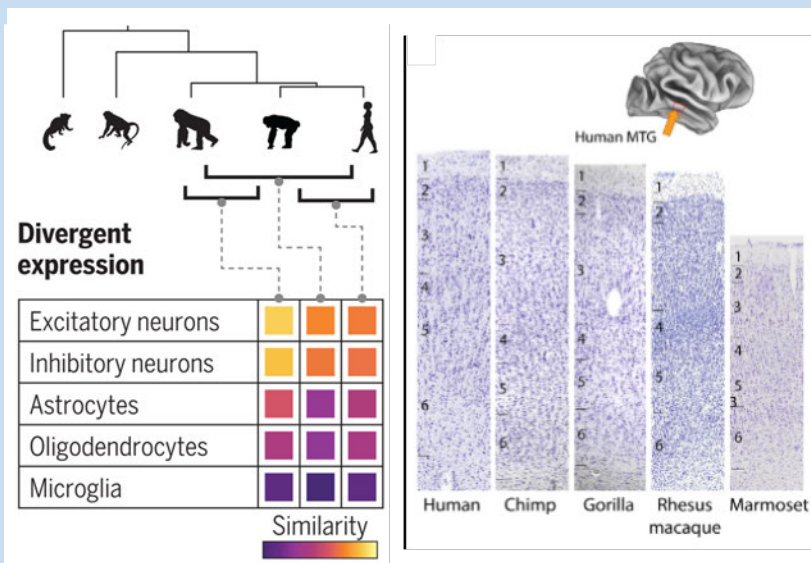 Divergent
expression
Excitatory neurons
Inhibitory neurons
Astrocytes
Oligodendrocytes
Microglia
Similarity
Human MTG
1
2
3
4
5
6
Human
1
2
3
4
5
6
Chimp
1
2
3
4
5
6
Gorilla
1
2
4
5
6
Rhesus
macaque
1
2
3
4
5
3
6
Marmoset